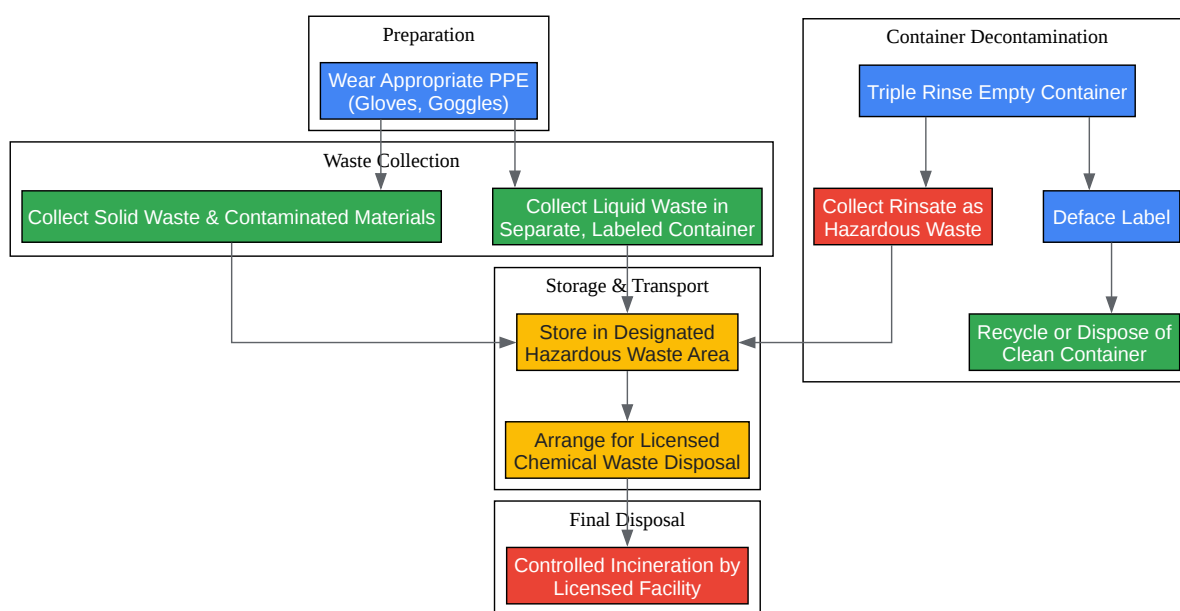 Preparation
Wear Appropriate PPE
(Gloves, Goggles)
Waste Collection
Collect Solid Waste & Contaminated Materials
Collect Liquid Waste in
Separate, Labeled Container
Storage & Transport
Store in Designated
Hazardous Waste Area
Arrange for Licensed
Chemical Waste Disposal
Final Disposal
Controlled Incineration by
Licensed Facility
Container Decontamination
Triple Rinse Empty Container
Collect Rinsate as
Hazardous Waste
Deface Label
Recycle or Dispose of
Clean Container